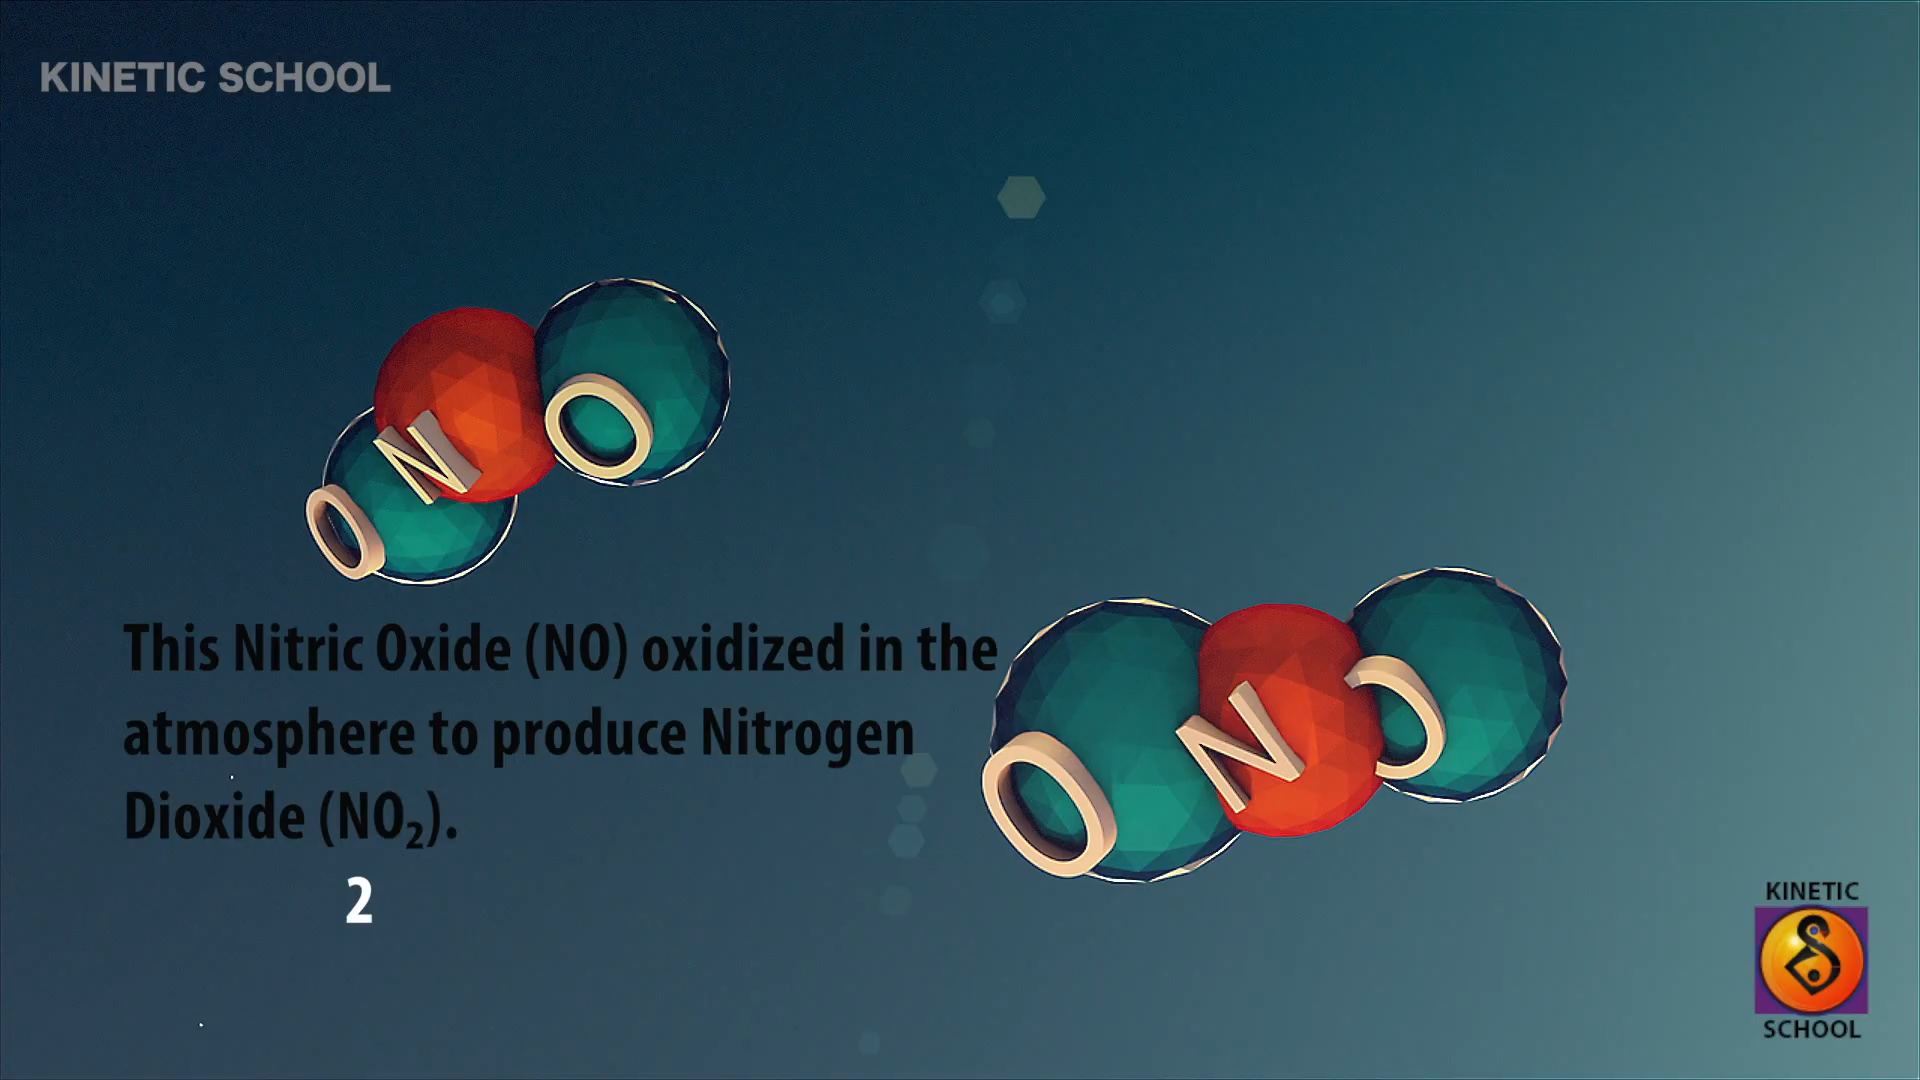 KINETIC SCHOOL
O N O
This Nitric Oxide (NO) oxidized in the
atmosphere to produce Nitrogen
Dioxide (NO₂).
2
O N O
KINETIC
SCHOOL